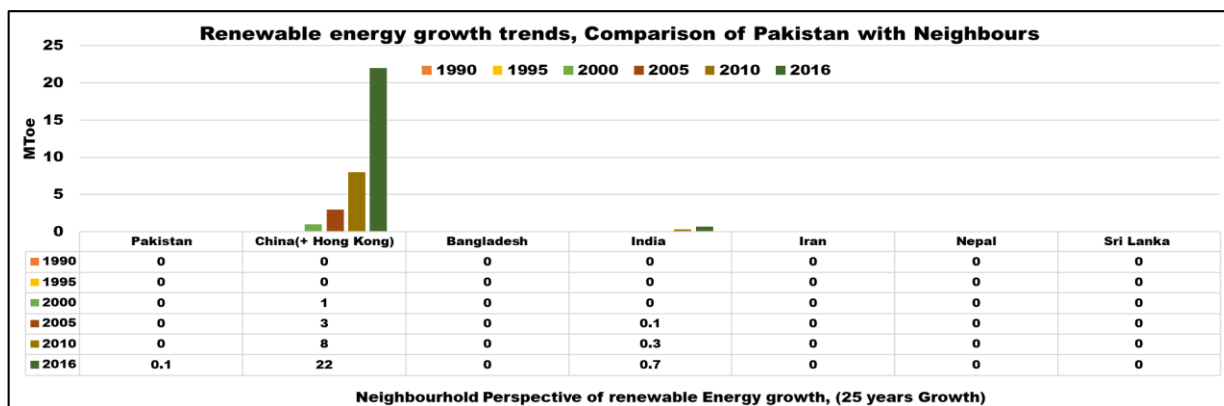 Renewable energy growth trends, Comparison of Pakistan with Neighbours
1990 1995 2000 2005 2010 2016
25
20
15
10
5
0
MToe
Pakistan China(+ Hong Kong) Bangladesh India Iran Nepal Sri Lanka
1990 0 0 0 0 0 0 0
1995 0 0 0 0 0 0 0
2000 0 1 0 0 0 0 0
2005 0 3 0 0.1 0 0 0
2010 0 8 0 0.3 0 0 0
2016 0.1 22 0 0.7 0 0 0
Neighbourhold Perspective of renewable Energy growth, (25 years Growth)